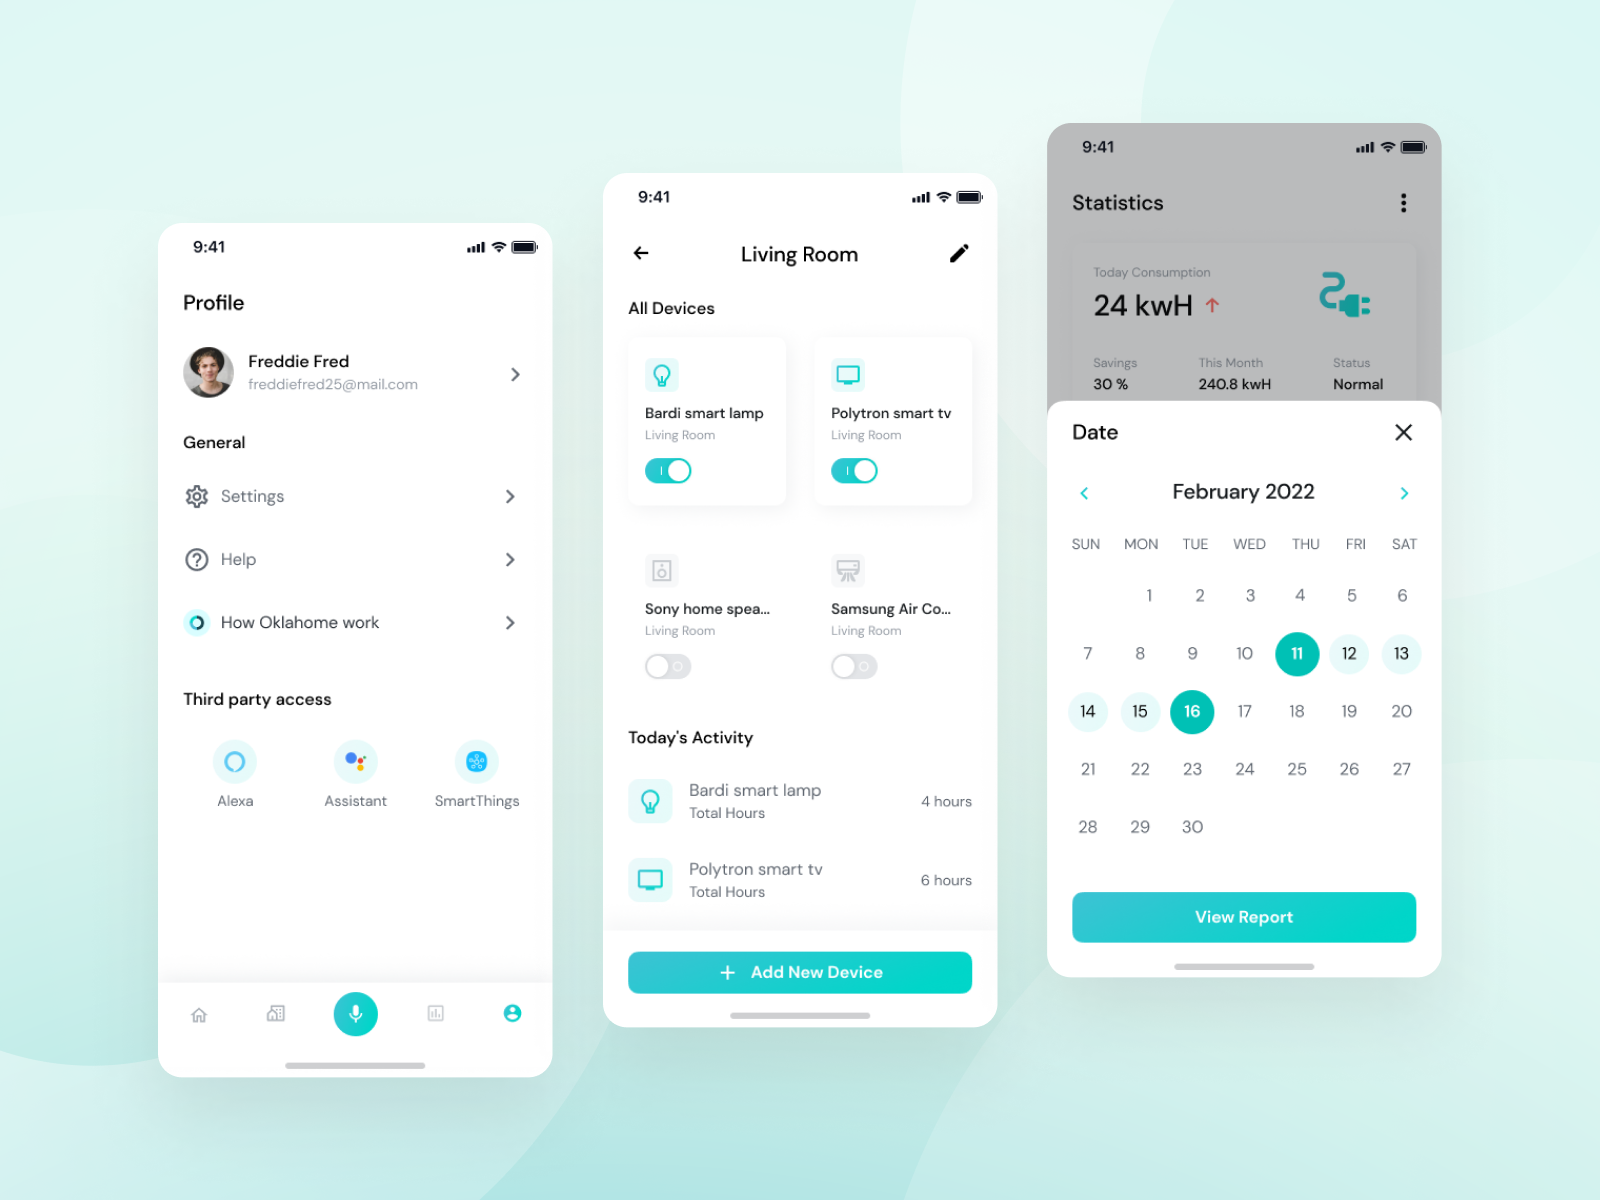 9:41
Profile
Freddie Fred
freddiefred25@mail.com
General
Settings
Help
How Oklahome work
Third party access
Alexa Assistant SmartThings
9:41
Living Room
All Devices
Bardi smart lamp
Living Room
Polytron smart tv
Living Room
Sony home spea...
Living Room
Samsung Air Co...
Living Room
Today's Activity
Bardi smart lamp
Total Hours
4 hours
Polytron smart tv
Total Hours
6 hours
+ Add New Device
9:41
Statistics
Today Consumption
24 kwH
Savings This Month Status
30 % 240.8 kwH Normal
Date
February 2022
SUN MON TUE WED THU FRI SAT
1 2 3 4 5 6
7 8 9 10 11 12 13
14 15 16 17 18 19 20
21 22 23 24 25 26 27
28 29 30
View Report